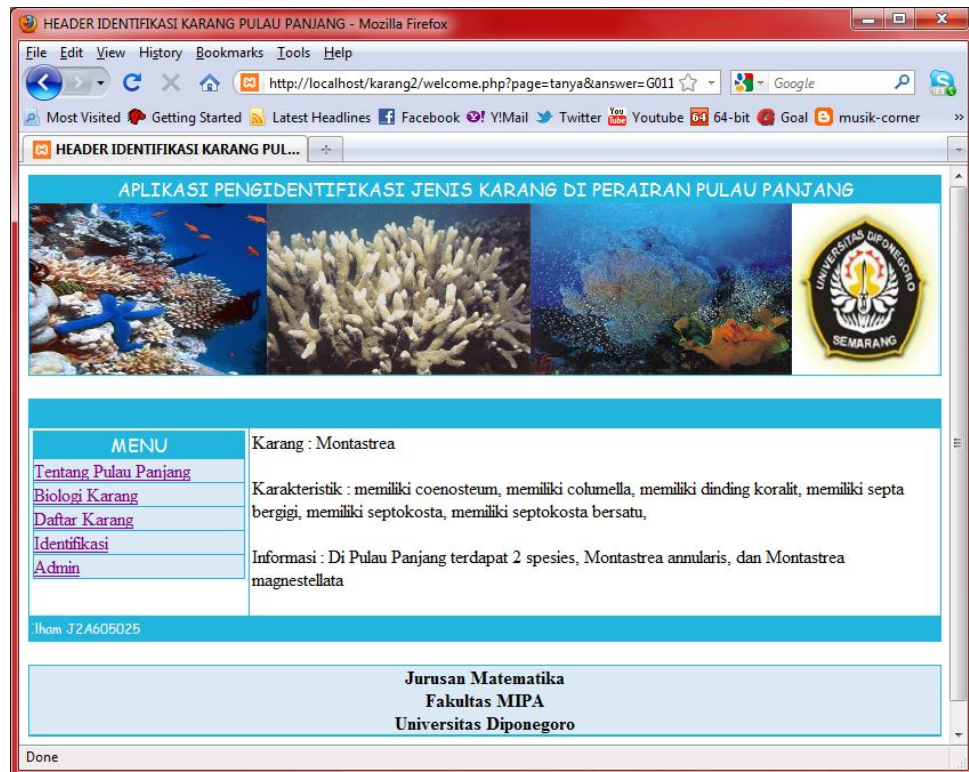 HEADER IDENTIFIKASI KARANG PULAU PANJANG - Mozilla Firefox
File Edit View History Bookmarks Tools Help
http://localhost/karang2/welcome.php?page=tanya&answer=G011
Google
Most Visited Getting Started Latest Headlines Facebook Y!Mail Twitter You Tube Youtube 64 64-bit Goal musik-corner »
HEADER IDENTIFIKASI KARANG PUL...
APLIKASI PENGIDENTIFIKASI JENIS KARANG DI PERAIRAN PULAU PANJANG
UNIVERSITAS DIPONEGORO
SEMARANG
MENU
Tentang Pulau Panjang
Biologi Karang
Daftar Karang
Identifikasi
Admin
Karang : Montastrea
Karakteristik : memiliki coenosteum, memiliki columella, memiliki dinding koralit, memiliki septa
bergigi, memiliki septokosta, memiliki septokosta bersatu,
Informasi : Di Pulau Panjang terdapat 2 spesies, Montastrea annularis, dan Montastrea
magnestellata
Ilham J2A605025
Jurusan Matematika
Fakultas MIPA
Universitas Diponegoro
Done